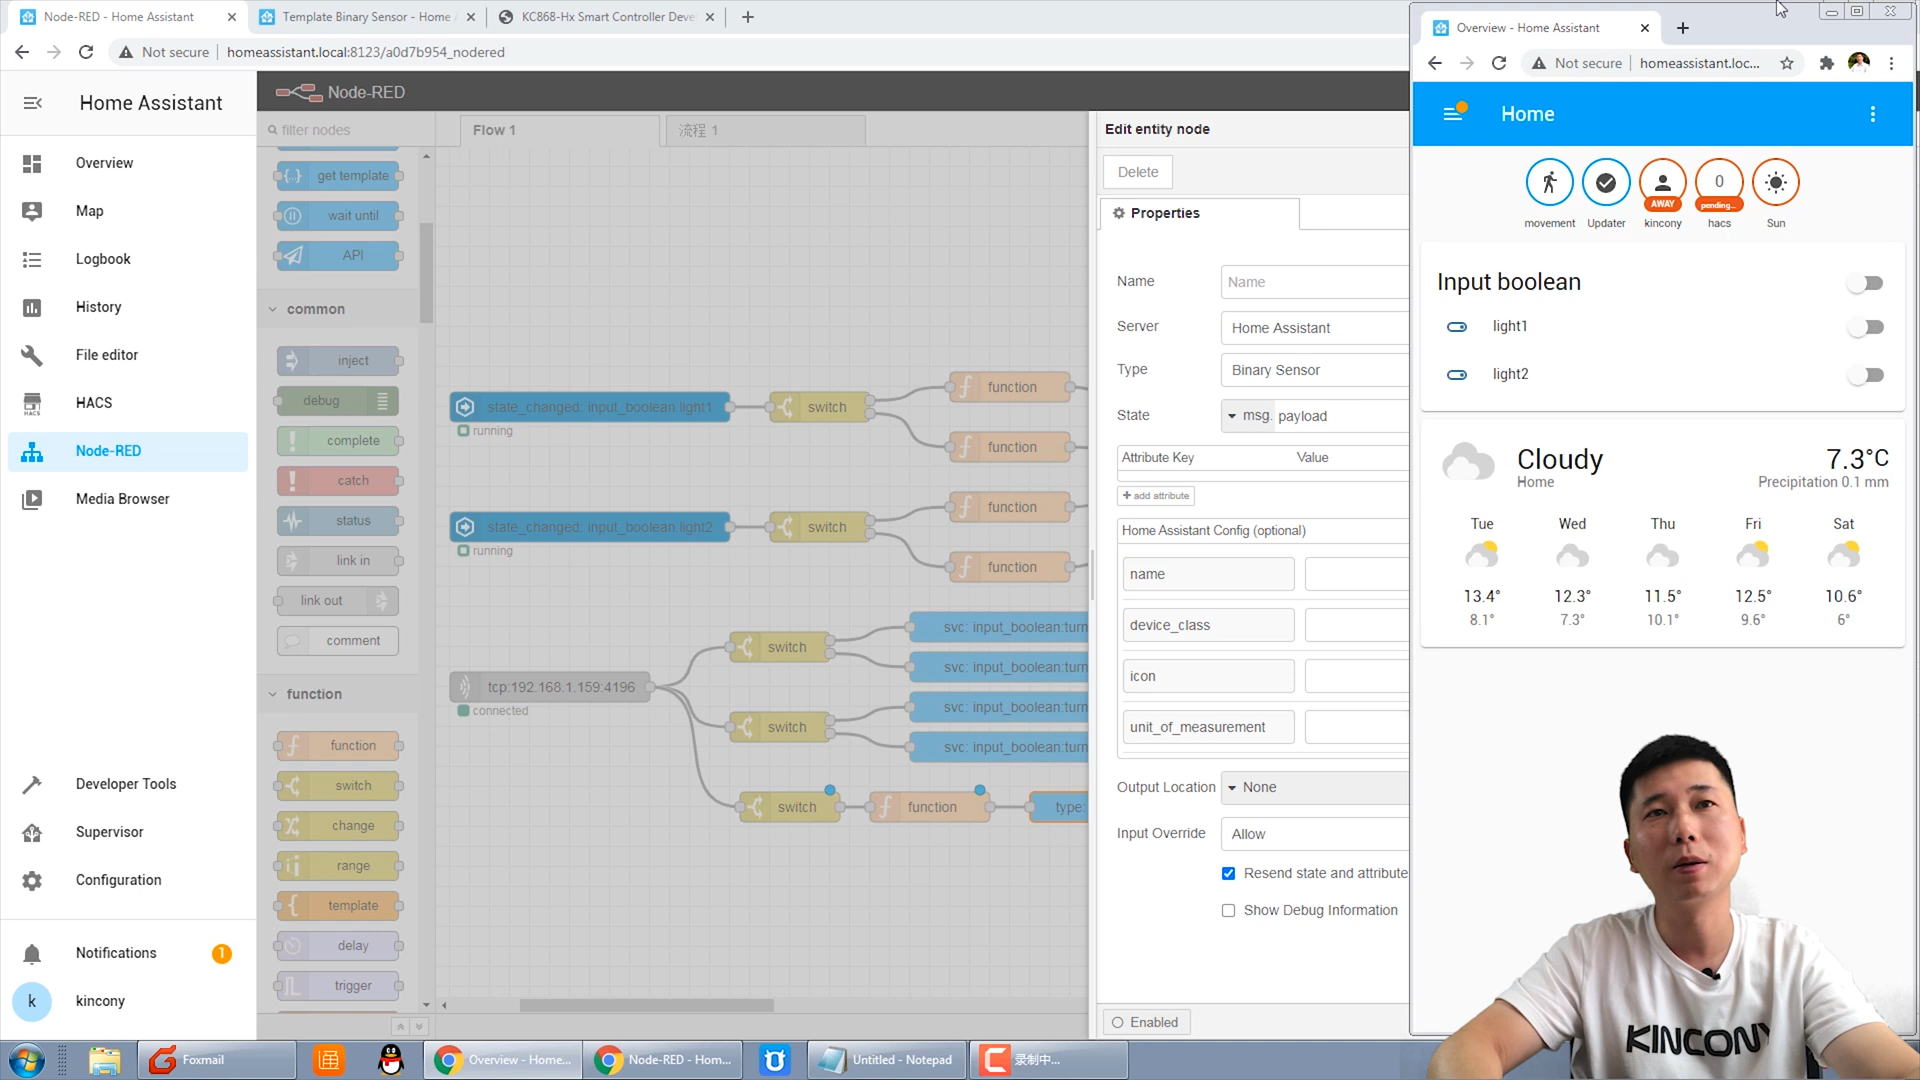 Node-RED - Home Assistant
Template Binary Sensor - Home
KC868-Hx Smart Controller Deve
Not secure
homeassistant.local:8123/a0d7b954_nodered
Home Assistant
Overview
Map
Logbook
History
File editor
HACS
HACS
Node-RED
Media Browser
Developer Tools
Supervisor
Configuration
Notifications
1
k
kincony
Node-RED
filter nodes
get template
wait until
API
common
inject
debug
complete
catch
status
link in
link out
comment
function
function
switch
change
range
template
delay
trigger
Flow 1
流程 1
state_changed: input_boolean.light1
running
switch
function
function
state_changed: input_boolean.light2
running
switch
function
function
tcp:192.168.1.159:4196
connected
switch
svc: input_boolean:turn
svc: input_boolean:turn
switch
svc: input_boolean:turn
svc: input_boolean:turn
switch
function
type:
Edit entity node
Delete
Properties
Name
Name
Server
Home Assistant
Type
Binary Sensor
State
msg. payload
Attribute Key
Value
+ add attribute
Home Assistant Config (optional)
name
device_class
icon
unit_of_measurement
Output Location
None
Input Override
Allow
Resend state and attribute
Show Debug Information
Enabled
Overview - Home Assistant
Not secure
homeassistant.loc...
Home
0
AWAY
pending...
movement
Updater
kincony
hacs
Sun
Input boolean
light1
light2
Cloudy
Home
7.3°C
Precipitation 0.1 mm
Tue Wed Thu Fri Sat
13.4° 12.3° 11.5° 12.5° 10.6°
8.1° 7.3° 10.1° 9.6° 6°
KINCONY
Foxmail
Overview - Home...
Node-RED - Hom...
Untitled - Notepad
录制中...